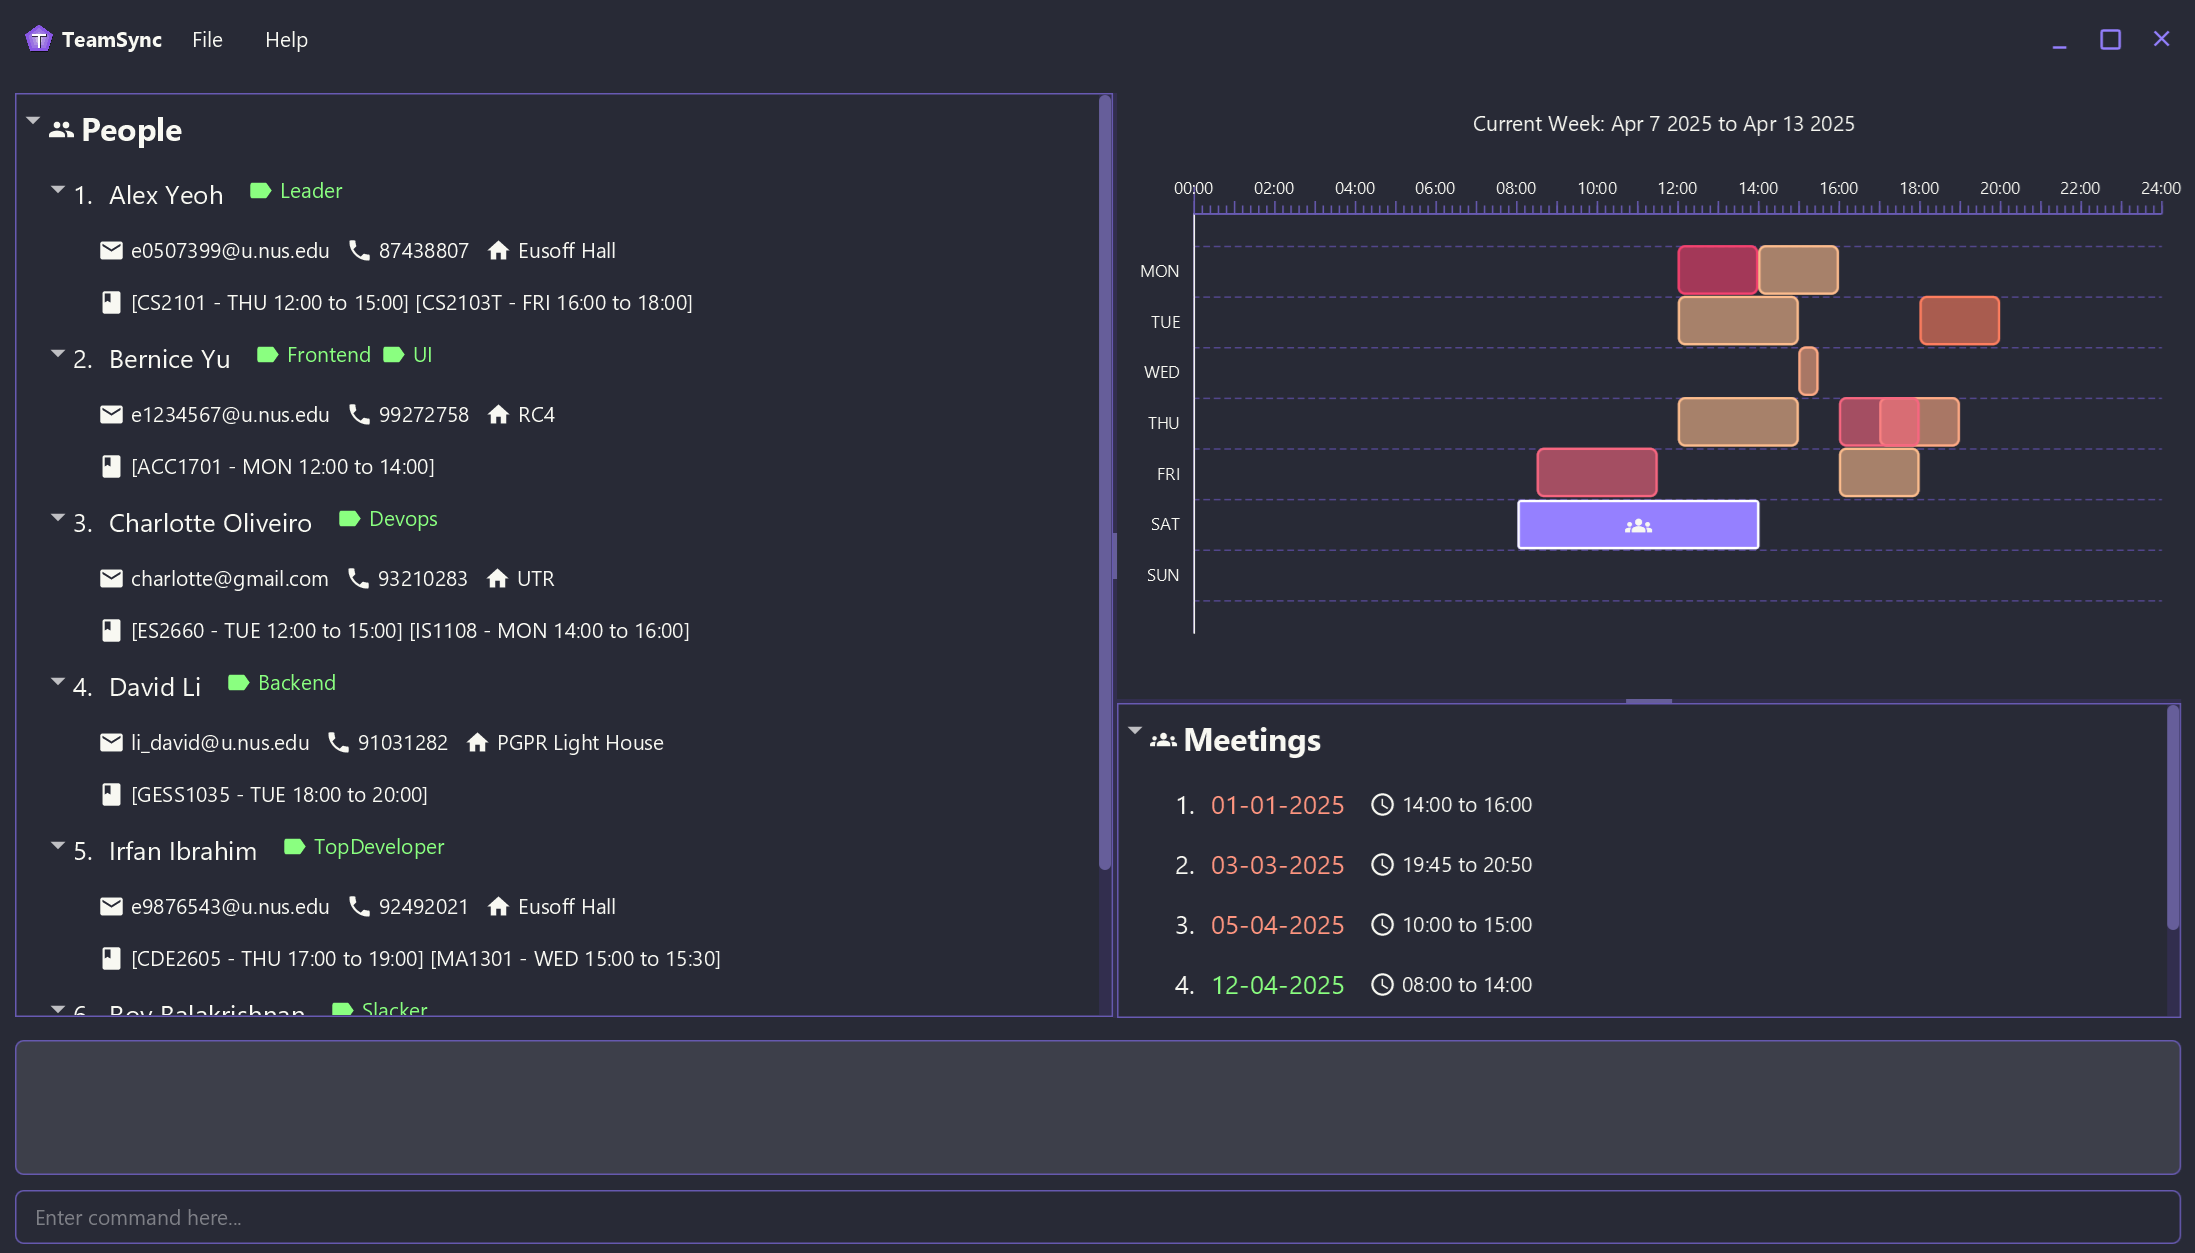 TeamSync File Help
People
1. Alex Yeoh Leader
e0507399@u.nus.edu 87438807 Eusoff Hall
[CS2101 - THU 12:00 to 15:00] [CS2103T - FRI 16:00 to 18:00]
2. Bernice Yu Frontend UI
e1234567@u.nus.edu 99272758 RC4
[ACC1701 - MON 12:00 to 14:00]
3. Charlotte Oliveiro Devops
charlotte@gmail.com 93210283 UTR
[ES2660 - TUE 12:00 to 15:00] [IS1108 - MON 14:00 to 16:00]
4. David Li Backend
li_david@u.nus.edu 91031282 PGPR Light House
[GESS1035 - TUE 18:00 to 20:00]
5. Irfan Ibrahim TopDeveloper
e9876543@u.nus.edu 92492021 Eusoff Hall
[CDE2605 - THU 17:00 to 19:00] [MA1301 - WED 15:00 to 15:30]
6. Roy Balakrishnan Slacker
Current Week: Apr 7 2025 to Apr 13 2025
00:00 02:00 04:00 06:00 08:00 10:00 12:00 14:00 16:00 18:00 20:00 22:00 24:00
MON
TUE
WED
THU
FRI
SAT
SUN
Meetings
1. 01-01-2025 14:00 to 16:00
2. 03-03-2025 19:45 to 20:50
3. 05-04-2025 10:00 to 15:00
4. 12-04-2025 08:00 to 14:00
Enter command here...